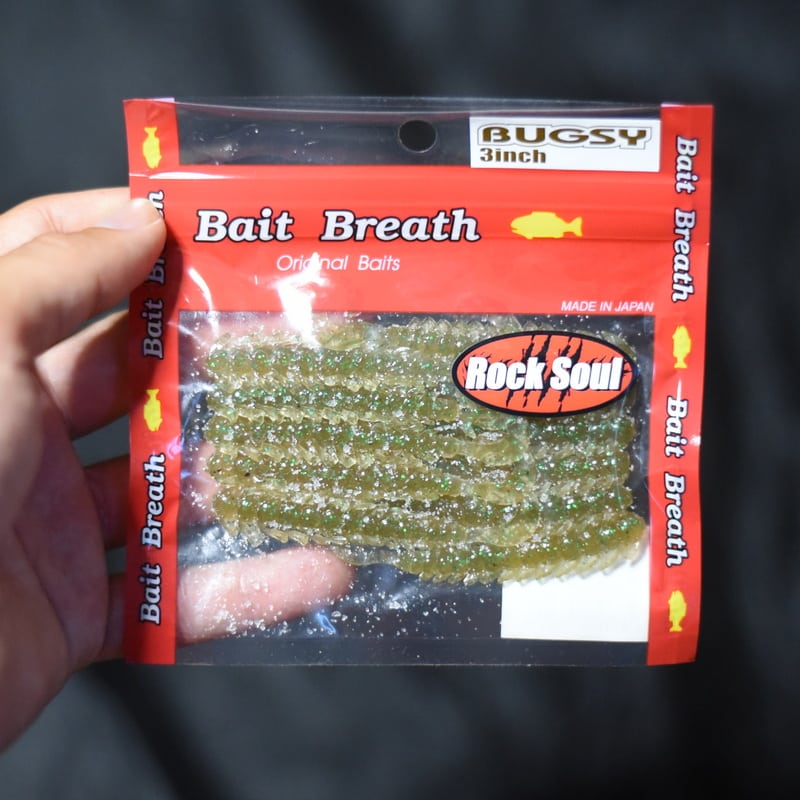 BUGSY
3inch
Bait Breath
Original Baits
MADE IN JAPAN
Rock Soul
Bait Breath
Bait Breath
Bait Breath
Bait Breath